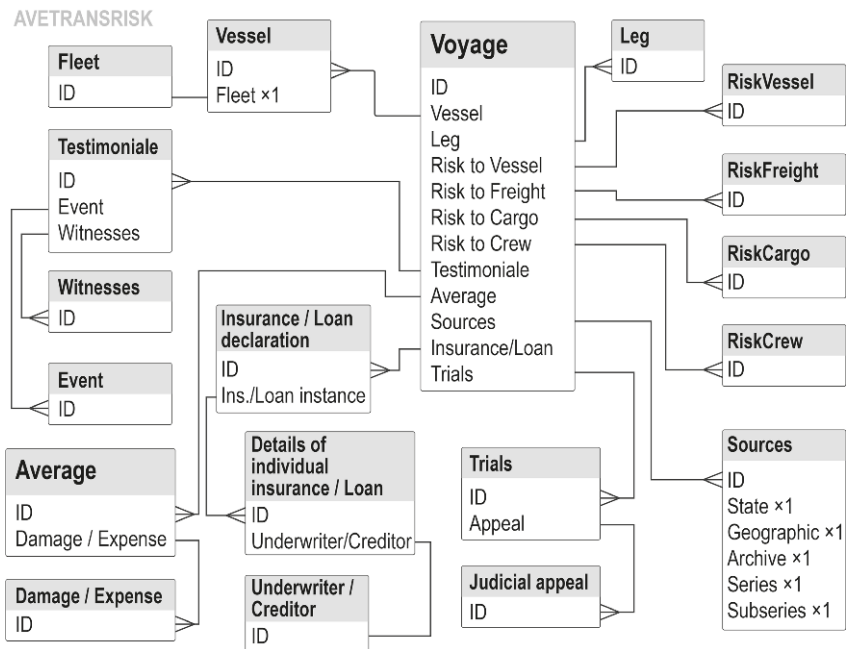 AVETRANSRISK
Fleet
ID
Vessel
ID
Fleet ×1
Voyage
ID
Vessel
Leg
Risk to Vessel
Risk to Freight
Risk to Cargo
Risk to Crew
Testimoniale
Average
Sources
Insurance/Loan
Trials
Leg
ID
RiskVessel
ID
RiskFreight
ID
RiskCargo
ID
RiskCrew
ID
Testimoniale
ID
Event
Witnesses
Witnesses
ID
Event
ID
Insurance / Loan
declaration
ID
Ins./Loan instance
Average
ID
Damage / Expense
Damage / Expense
ID
Details of
individual
insurance / Loan
ID
Underwriter/Creditor
Underwriter /
Creditor
ID
Trials
ID
Appeal
Judicial appeal
ID
Sources
ID
State ×1
Geographic ×1
Archive ×1
Series ×1
Subseries ×1